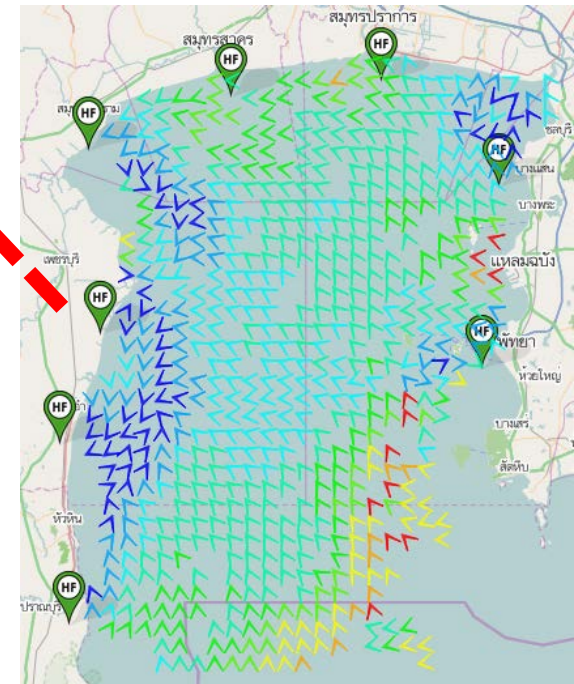 สมุทรปราการ
สมุทรสาคร
HF
HF
HF
ชลบุรี
HF
บางแสน
บางพระ
เพชรบุรี
แหลมฉบัง
HF
HF
พัทยา
ห้วยใหญ่
HF
บางเสร่
สัตหีบ
หัวหิน
HF
ปราณบุรี